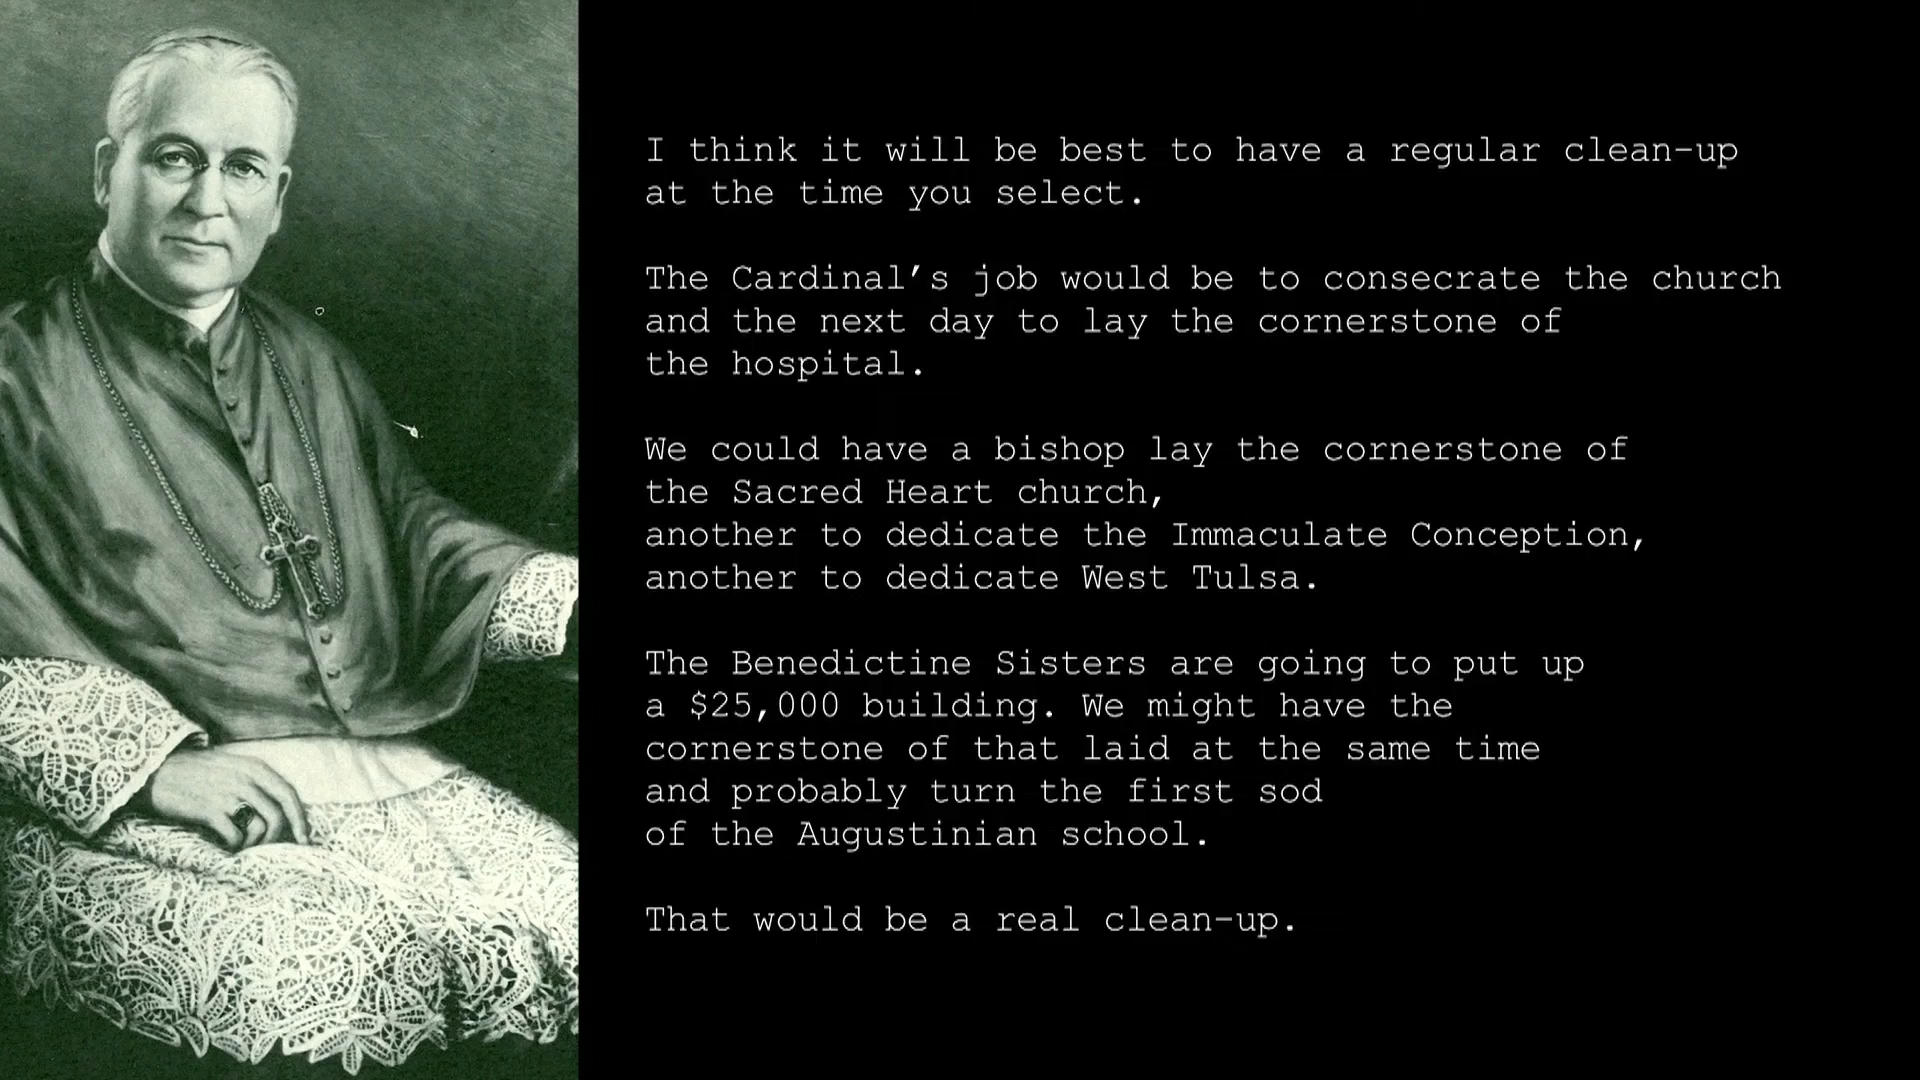 I think it will be best to have a regular clean-up
at the time you select.
The Cardinal's job would be to consecrate the church
and the next day to lay the cornerstone of
the hospital.
We could have a bishop lay the cornerstone of
the Sacred Heart church,
another to dedicate the Immaculate Conception,
another to dedicate West Tulsa.
The Benedictine Sisters are going to put up
a $25,000 building. We might have the
cornerstone of that laid at the same time
and probably turn the first sod
of the Augustinian school.
That would be a real clean-up.